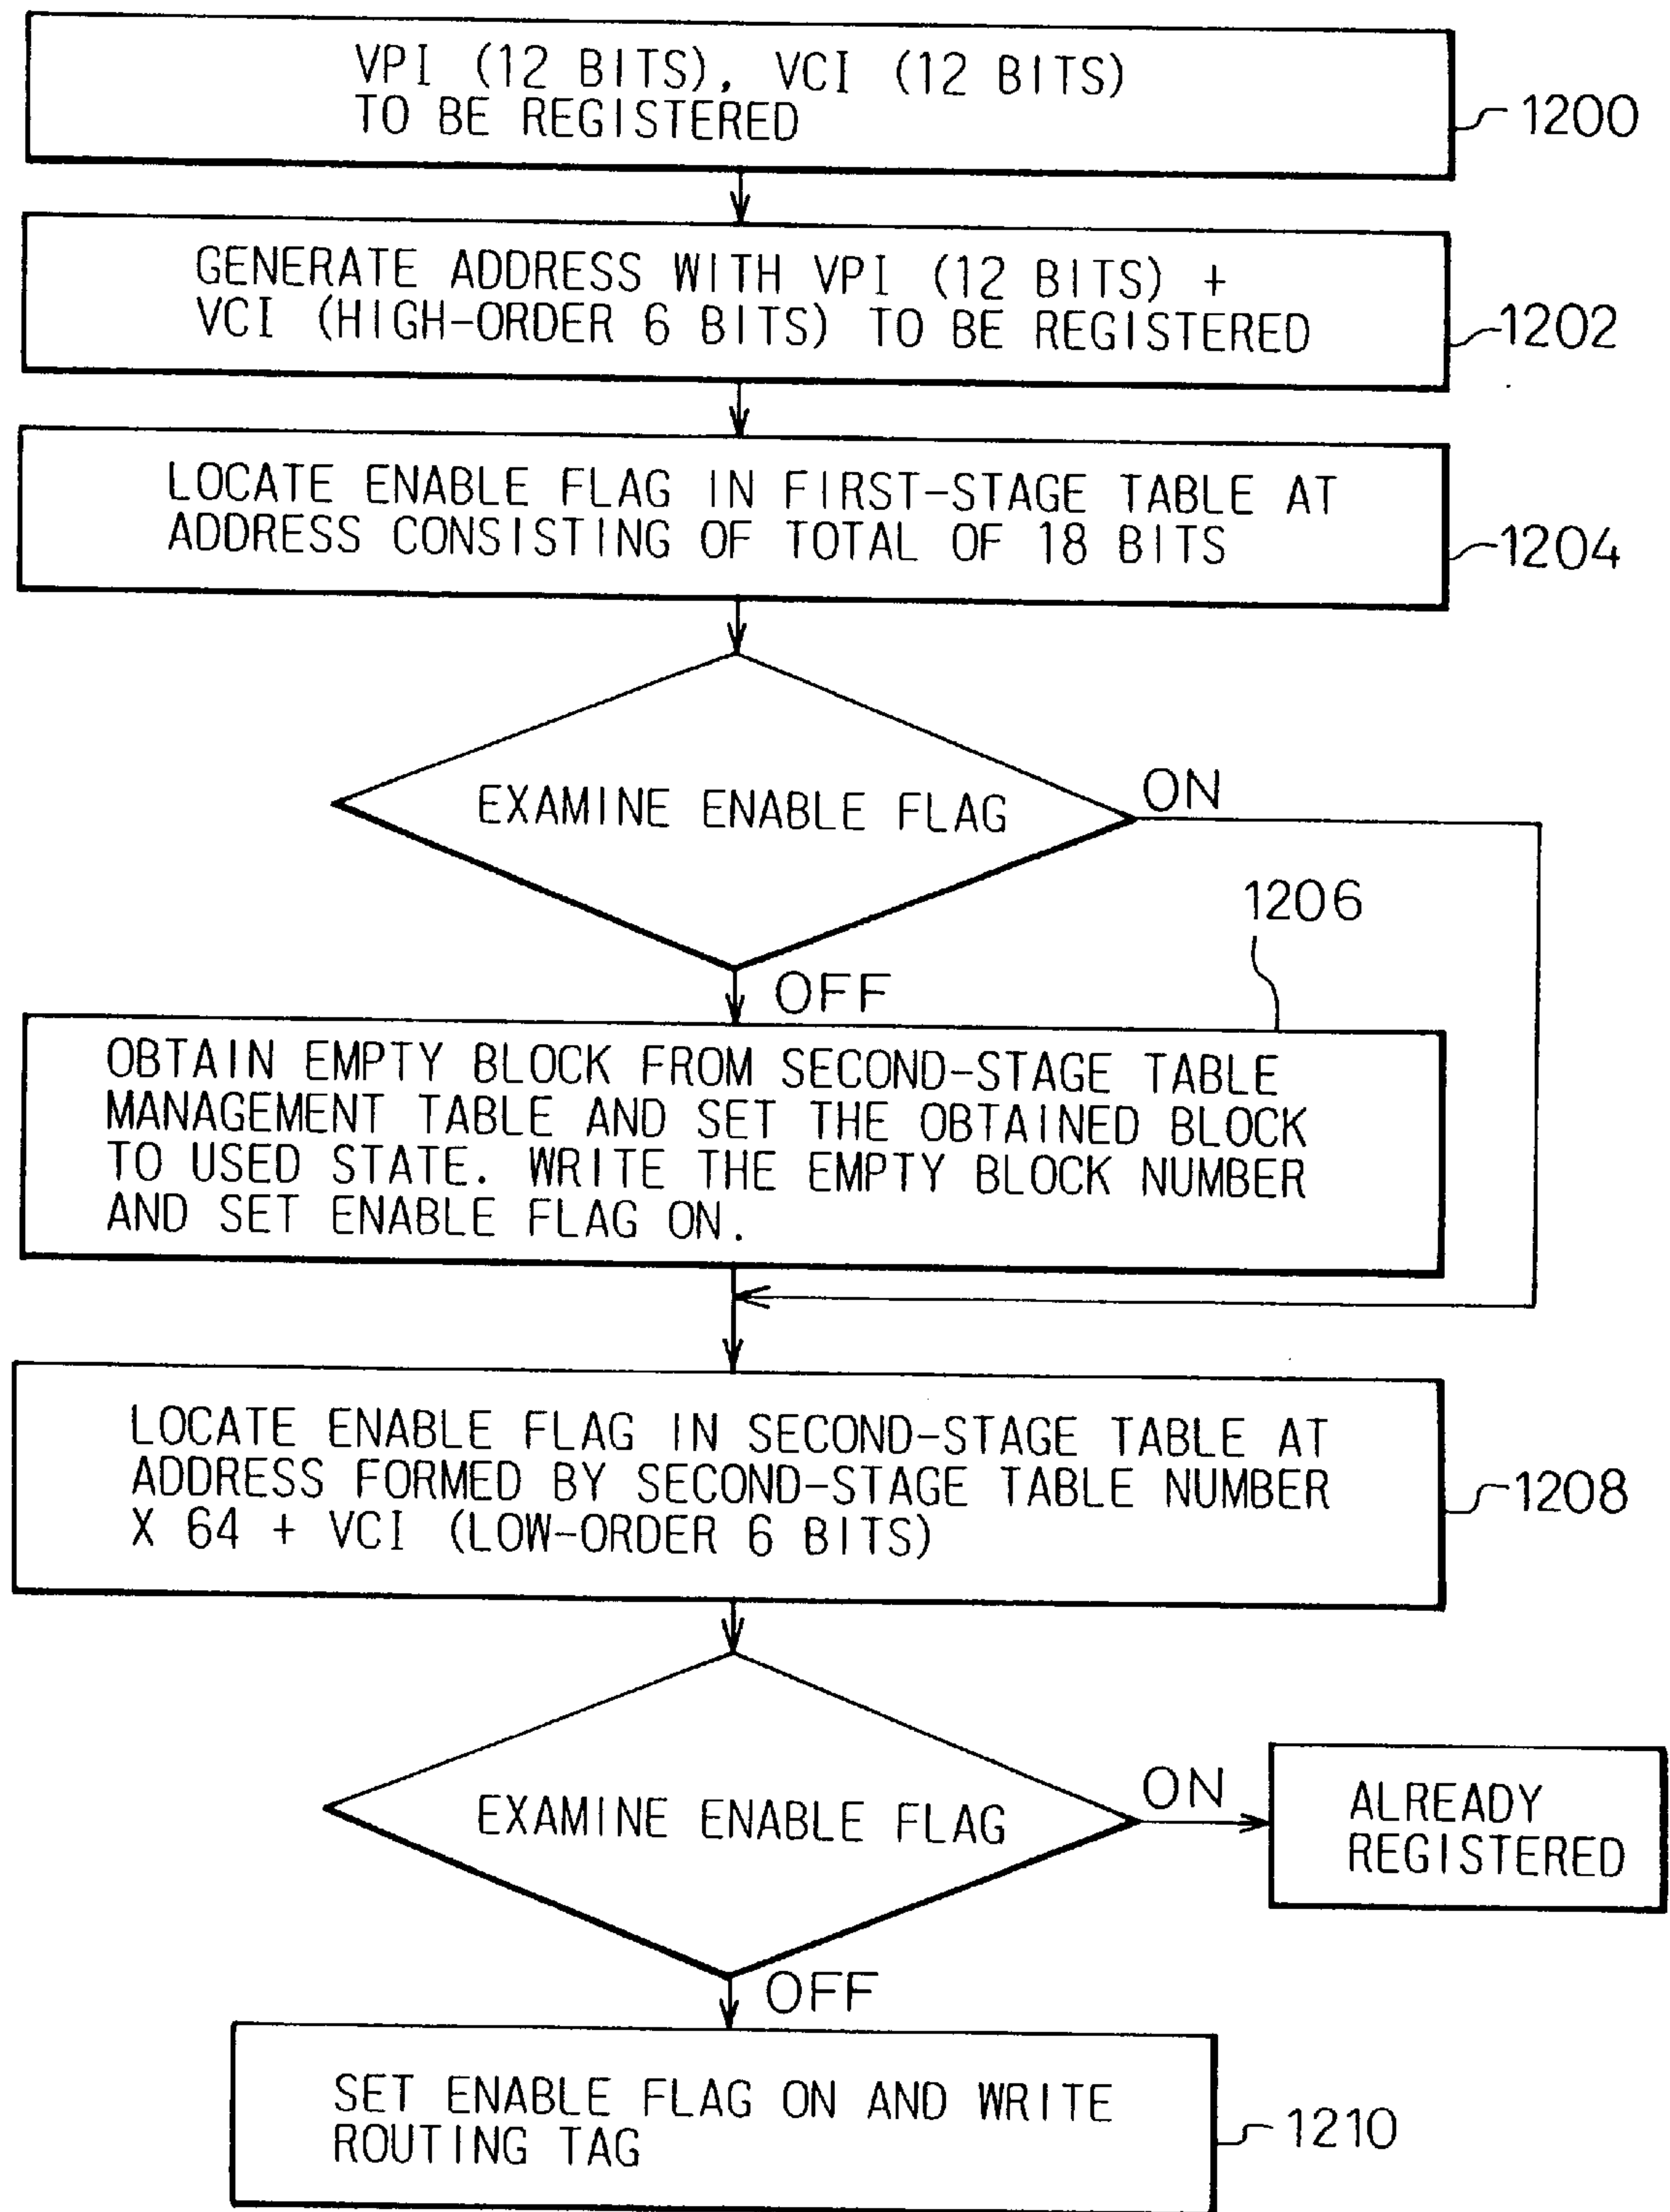 VPI (12 BITS), VCI (12 BITS)
TO BE REGISTERED
1200
GENERATE ADDRESS WITH VPI (12 BITS) +
VCI (HIGH-ORDER 6 BITS) TO BE REGISTERED
1202
LOCATE ENABLE FLAG IN FIRST-STAGE TABLE AT
ADDRESS CONSISTING OF TOTAL OF 18 BITS
1204
EXAMINE ENABLE FLAG
ON
1206
OFF
OBTAIN EMPTY BLOCK FROM SECOND-STAGE TABLE
MANAGEMENT TABLE AND SET THE OBTAINED BLOCK
TO USED STATE. WRITE THE EMPTY BLOCK NUMBER
AND SET ENABLE FLAG ON.
LOCATE ENABLE FLAG IN SECOND-STAGE TABLE AT
ADDRESS FORMED BY SECOND-STAGE TABLE NUMBER
X 64 + VCI (LOW-ORDER 6 BITS)
1208
EXAMINE ENABLE FLAG
ON
ALREADY
REGISTERED
OFF
SET ENABLE FLAG ON AND WRITE
ROUTING TAG
1210